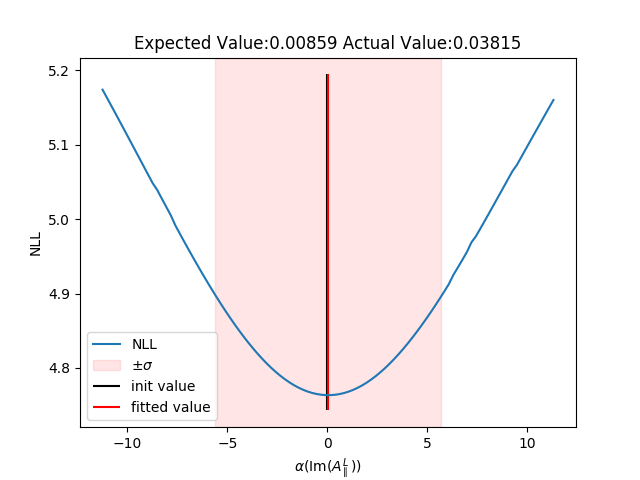 Expected Value:0.00859 Actual Value:0.03815
5.2
5.1
5.0
4.9
4.8
NLL
NLL
±σ
init value
fitted value
−10
−5
0
5
10
α(Im(A_∥^L))